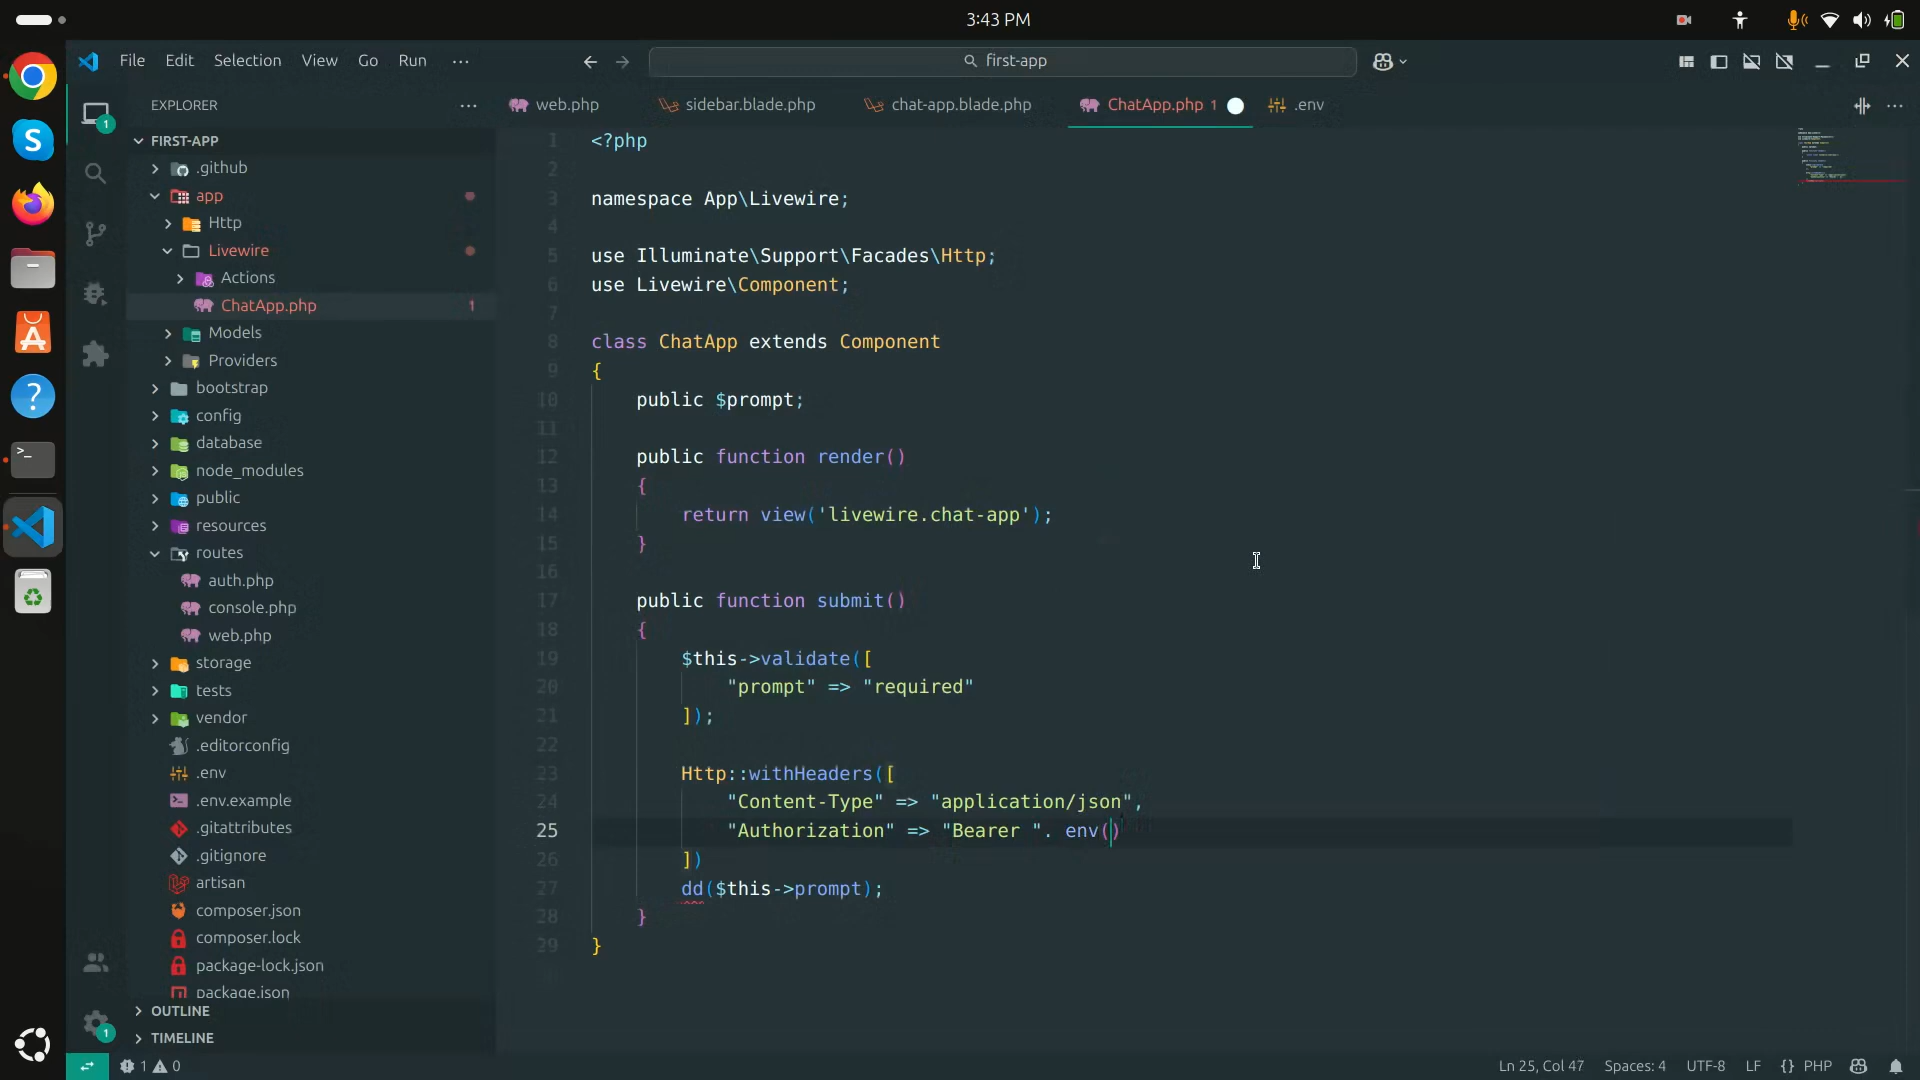 3:43 PM
File Edit Selection View Go Run ...
first-app
EXPLORER
web.php
sidebar.blade.php
chat-app.blade.php
ChatApp.php 1
.env
FIRST-APP
.github
app
Http
Livewire
Actions
ChatApp.php 1
Models
Providers
bootstrap
config
database
node_modules
public
resources
routes
auth.php
console.php
web.php
storage
tests
vendor
.editorconfig
.env
.env.example
.gitattributes
.gitignore
artisan
composer.json
composer.lock
package-lock.json
package.json
OUTLINE
TIMELINE
1
1
1 <?php
2
3 namespace App\Livewire;
4
5 use Illuminate\Support\Facades\Http;
6 use Livewire\Component;
7
8 class ChatApp extends Component
9 {
10 public $prompt;
11
12 public function render()
13 {
14 return view('livewire.chat-app');
15 }
16
17 public function submit()
18 {
19 $this->validate([
20 "prompt" => "required"
21 ]);
22
23 Http::withHeaders([
24 "Content-Type" => "application/json",
25 "Authorization" => "Bearer ". env()
26 ])
27 dd($this->prompt);
28 }
29 }
1 0
Ln 25, Col 47
Spaces: 4
UTF-8
LF
{} PHP